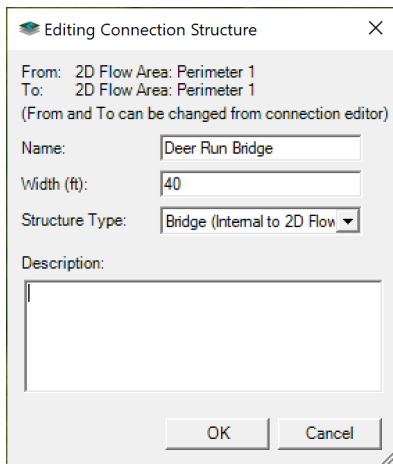 Editing Connection Structure
From: 2D Flow Area: Perimeter 1
To: 2D Flow Area: Perimeter 1
(From and To can be changed from connection editor)
Name: Deer Run Bridge
Width (ft): 40
Structure Type: Bridge (Internal to 2D Flow
Description:
OK Cancel